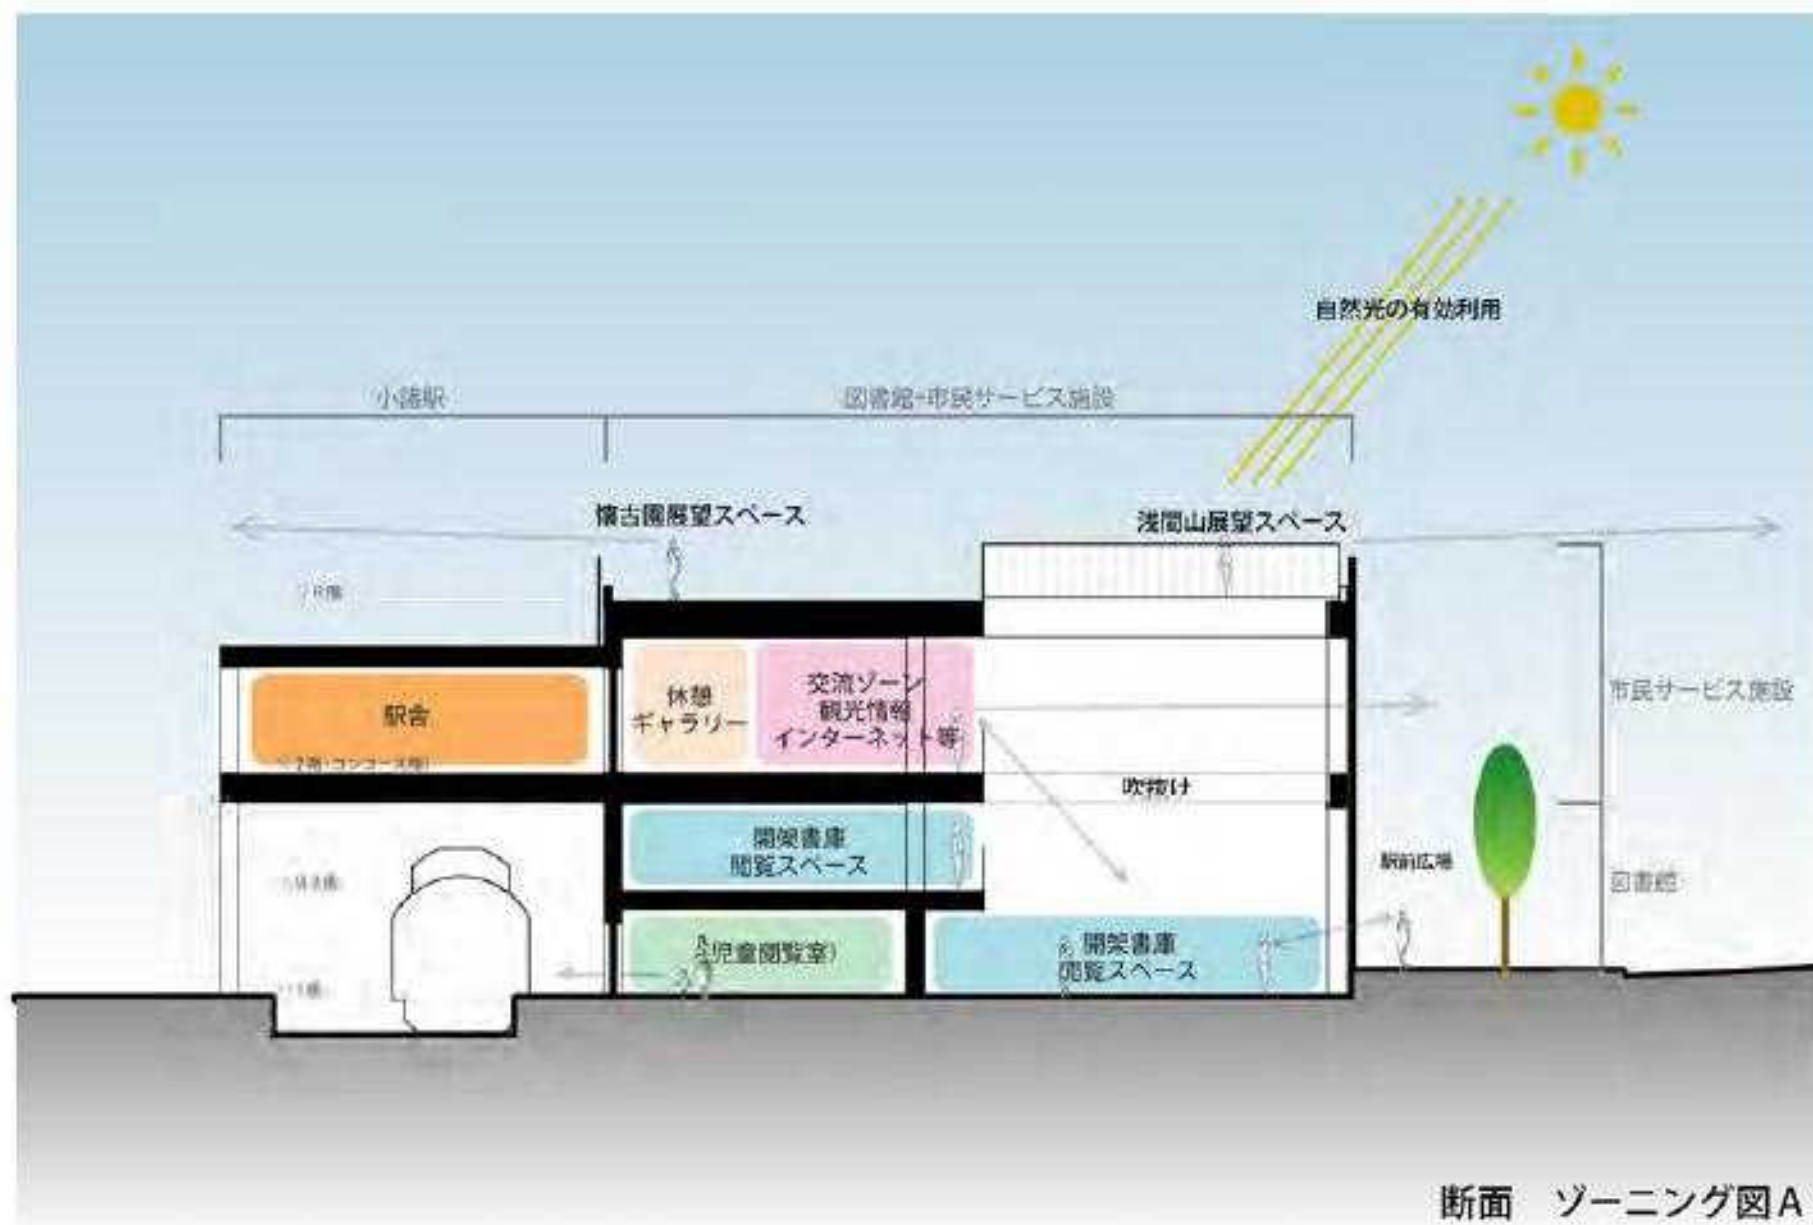 自然光の有効利用
小諸駅
図書館・市民サービス施設
懐古園展望スペース
浅間山展望スペース
駅舎
休憩
ギャラリー
交流ゾーン
観光情報
インターネット等
市民サービス施設
吹抜け
開架書庫
閲覧スペース
駅前広場
図書館
(児童閲覧室)
開架書庫
閲覧スペース
断面　ゾーニング図A